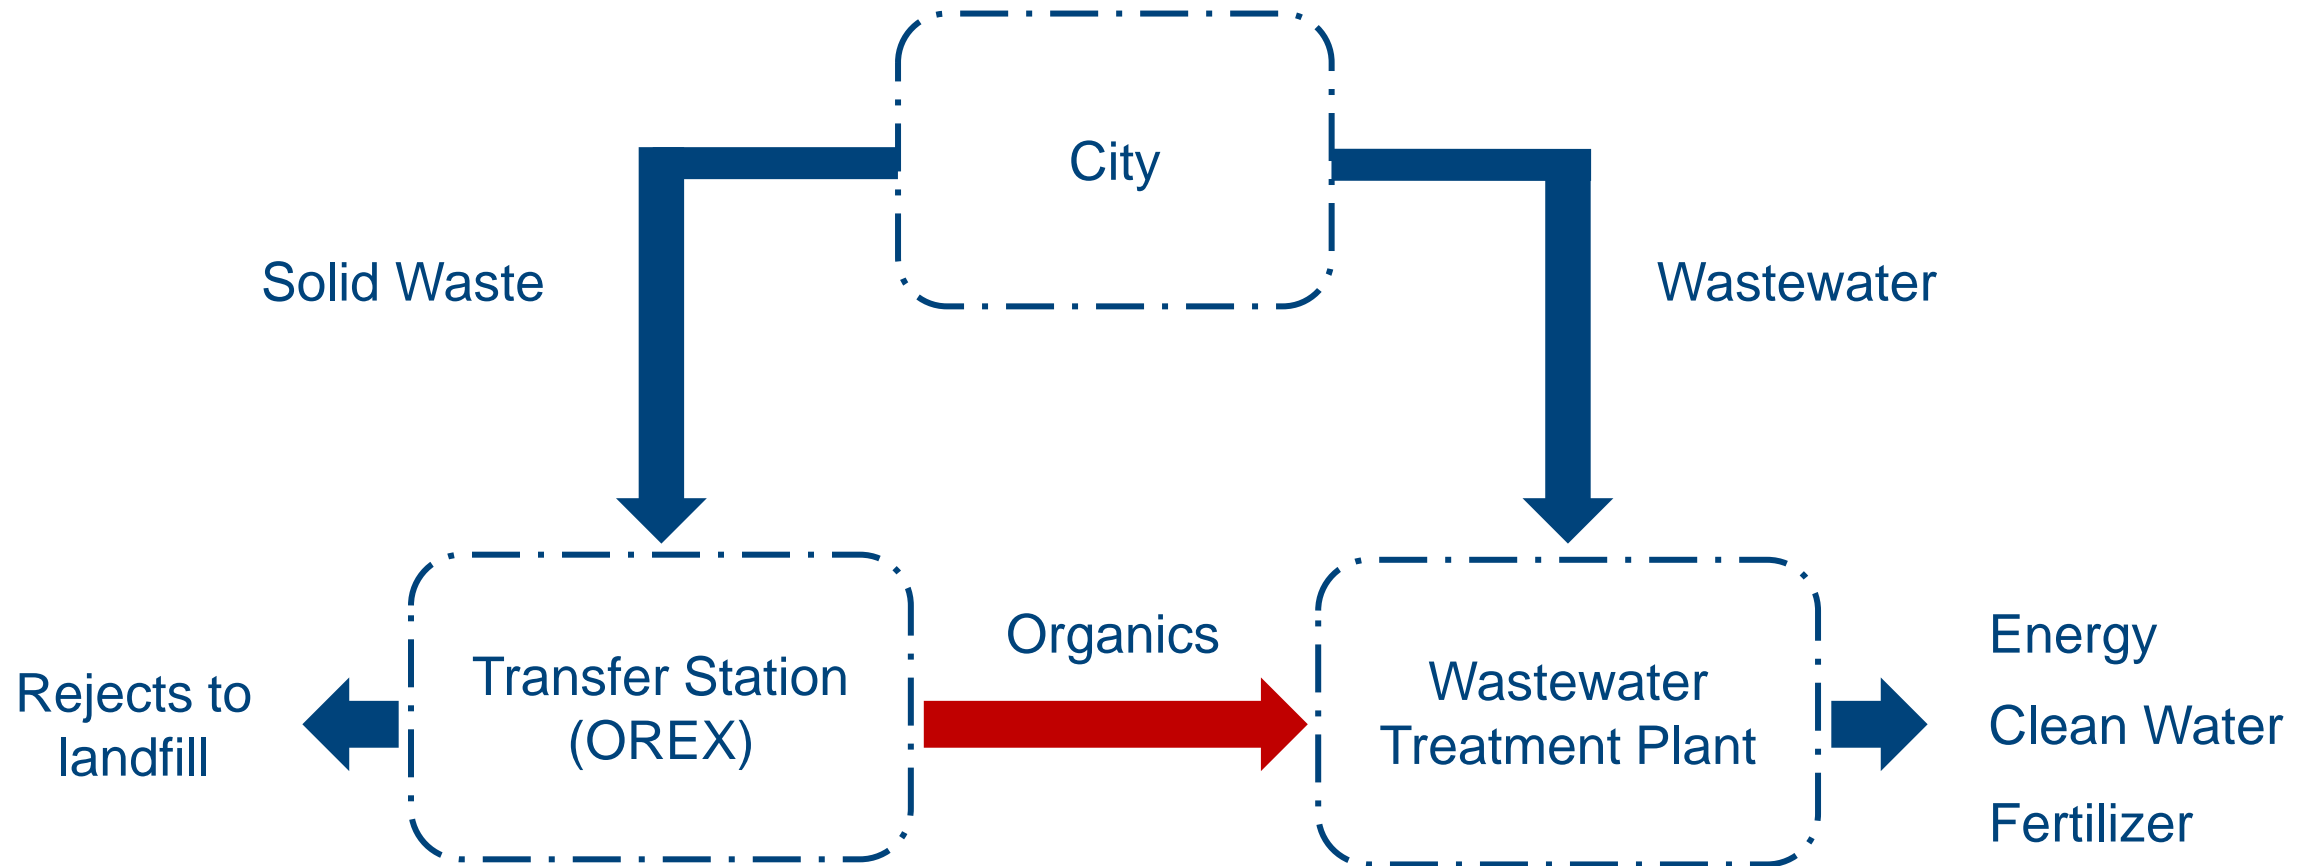 City
Solid Waste
Wastewater
Rejects to
landfill
Transfer Station
(OREX)
Organics
Wastewater
Treatment Plant
Energy
Clean Water
Fertilizer